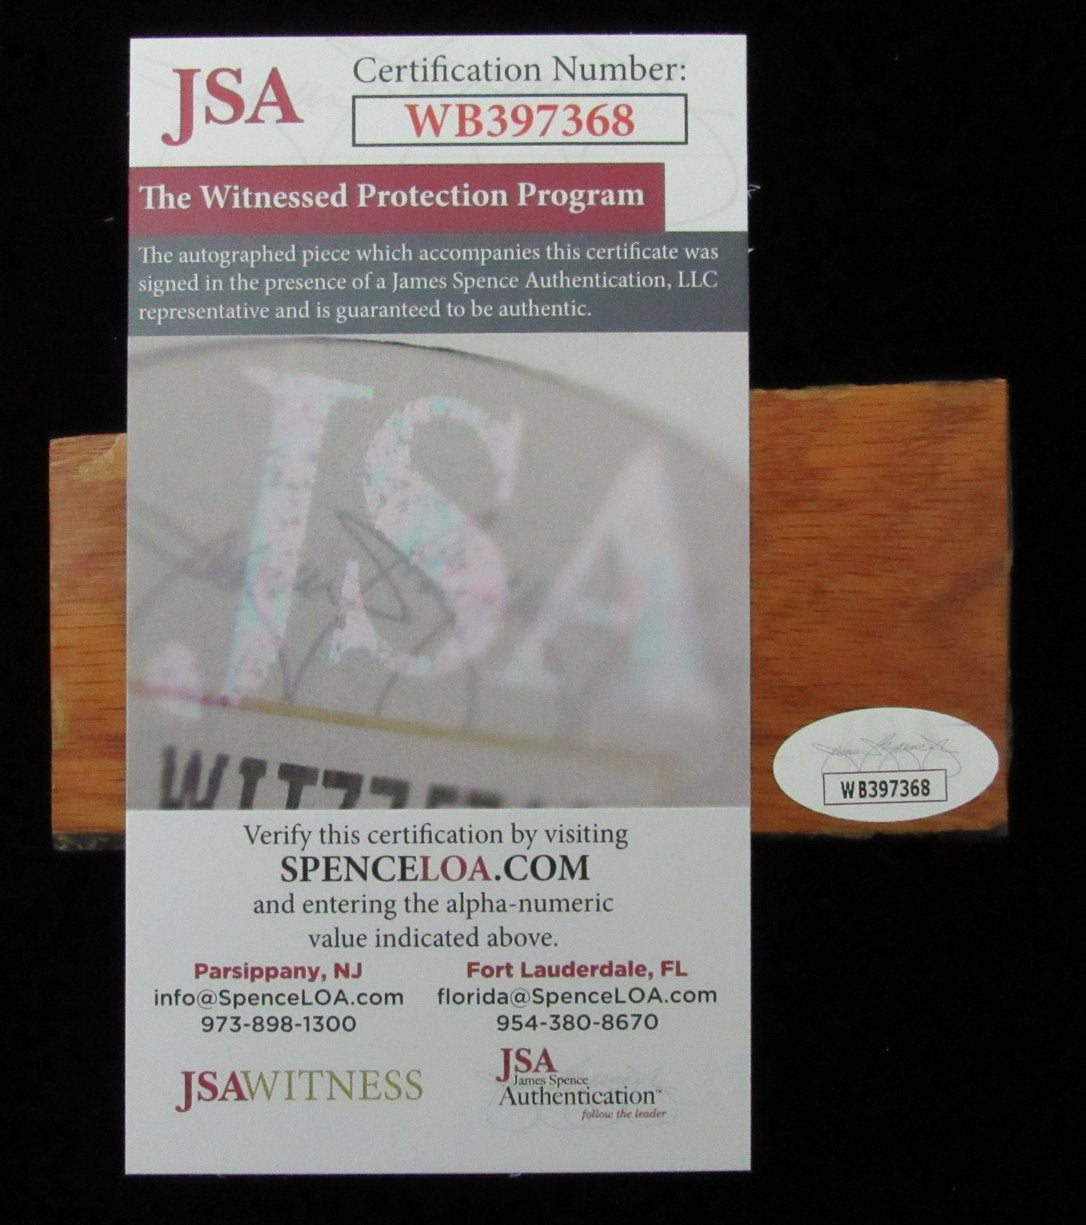 JSA
Certification Number:
WB397368
The Witnessed Protection Program
The autographed piece which accompanies this certificate was
signed in the presence of a James Spence Authentication, LLC
representative and is guaranteed to be authentic.
JSA
WB397368
Verify this certification by visiting
SPENCELOA.COM
and entering the alpha-numeric
value indicated above.
Parsippany, NJ
info@SpenceLOA.com
973-898-1300
Fort Lauderdale, FL
florida@SpenceLOA.com
954-380-8670
JSAWITNESS
JSA
James Spence
Authentication™
follow the leader